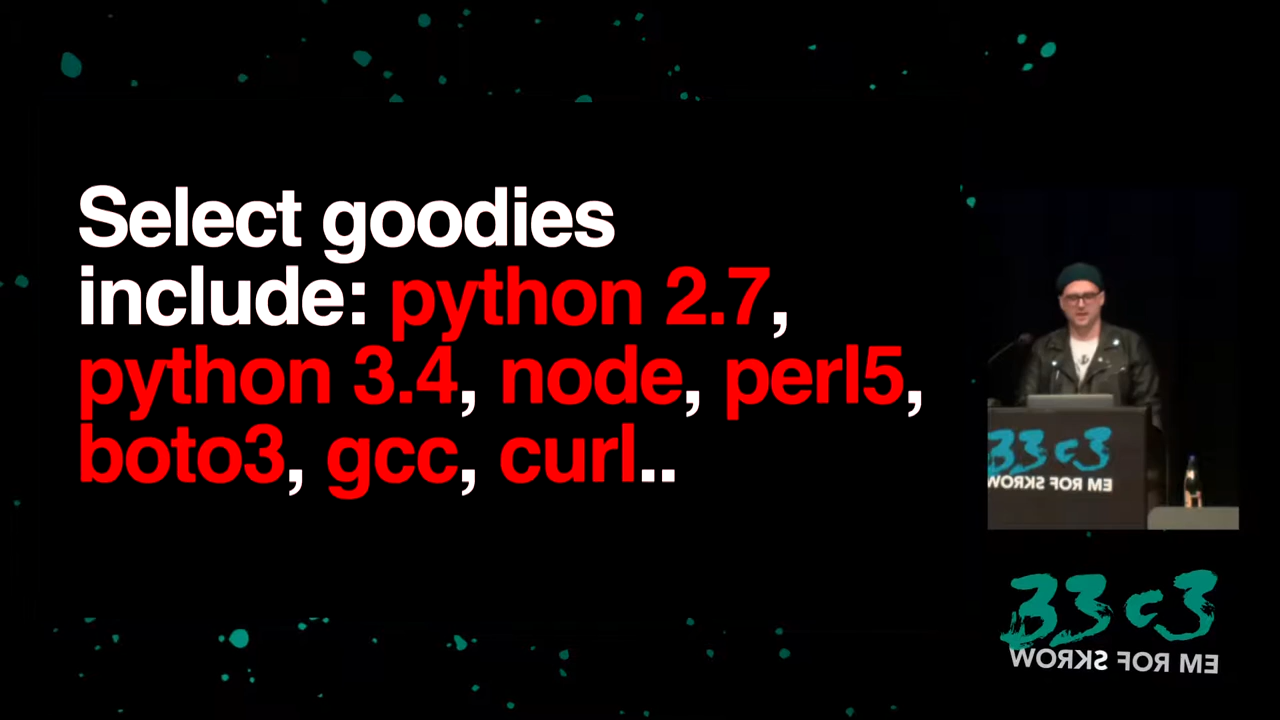 Select goodies
include: python 2.7,
python 3.4, node, perl5,
boto3, gcc, curl..
33c3
WORKS FOR ME
33c3
WORKS FOR ME